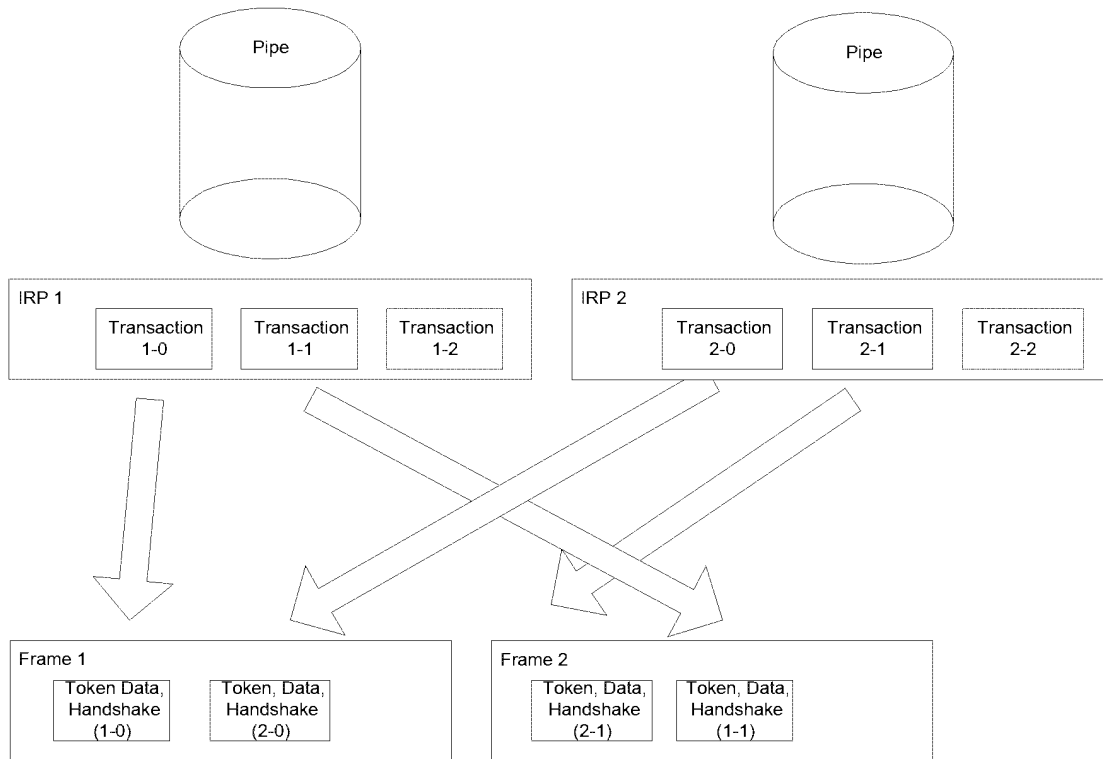 Pipe
Pipe
IRP 1
Transaction
1-0
Transaction
1-1
Transaction
1-2
IRP 2
Transaction
2-0
Transaction
2-1
Transaction
2-2
Frame 1
Token Data,
Handshake
(1-0)
Token, Data,
Handshake
(2-0)
Frame 2
Token, Data,
Handshake
(2-1)
Token, Data,
Handshake
(1-1)